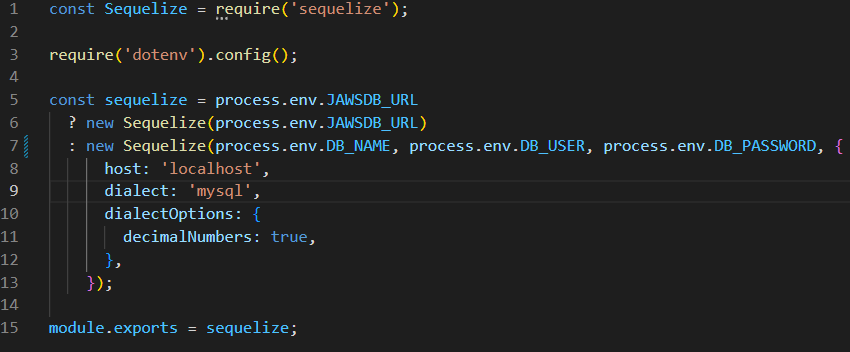 1 const Sequelize = require('sequelize');
2
3 require('dotenv').config();
4
5 const sequelize = process.env.JAWSDB_URL
6   ? new Sequelize(process.env.JAWSDB_URL)
7   : new Sequelize(process.env.DB_NAME, process.env.DB_USER, process.env.DB_PASSWORD, {
8       host: 'localhost',
9       dialect: 'mysql',
10       dialectOptions: {
11         decimalNumbers: true,
12       },
13     });
14
15 module.exports = sequelize;